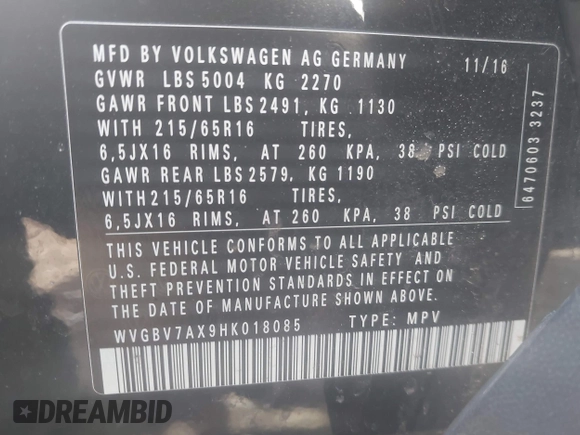 MFD BY VOLKSWAGEN AG GERMANY 11/16
GVWR LBS 5004 KG 2270
GAWR FRONT LBS 2491, KG 1130
WITH 215/65R16 TIRES,
6,5JX16 RIMS, AT 260 KPA, 38 PSI COLD
GAWR REAR LBS 2579, KG 1190
WITH 215/65R16 TIRES,
6,5JX16 RIMS, AT 260 KPA, 38 PSI COLD
THIS VEHICLE CONFORMS TO ALL APPLICABLE
U.S. FEDERAL MOTOR VEHICLE SAFETY AND
THEFT PREVENTION STANDARDS IN EFFECT ON
THE DATE OF MANUFACTURE SHOWN ABOVE.
WVGBV7AX9HK018085 TYPE: MPV
6470603 3237
DREAMBID